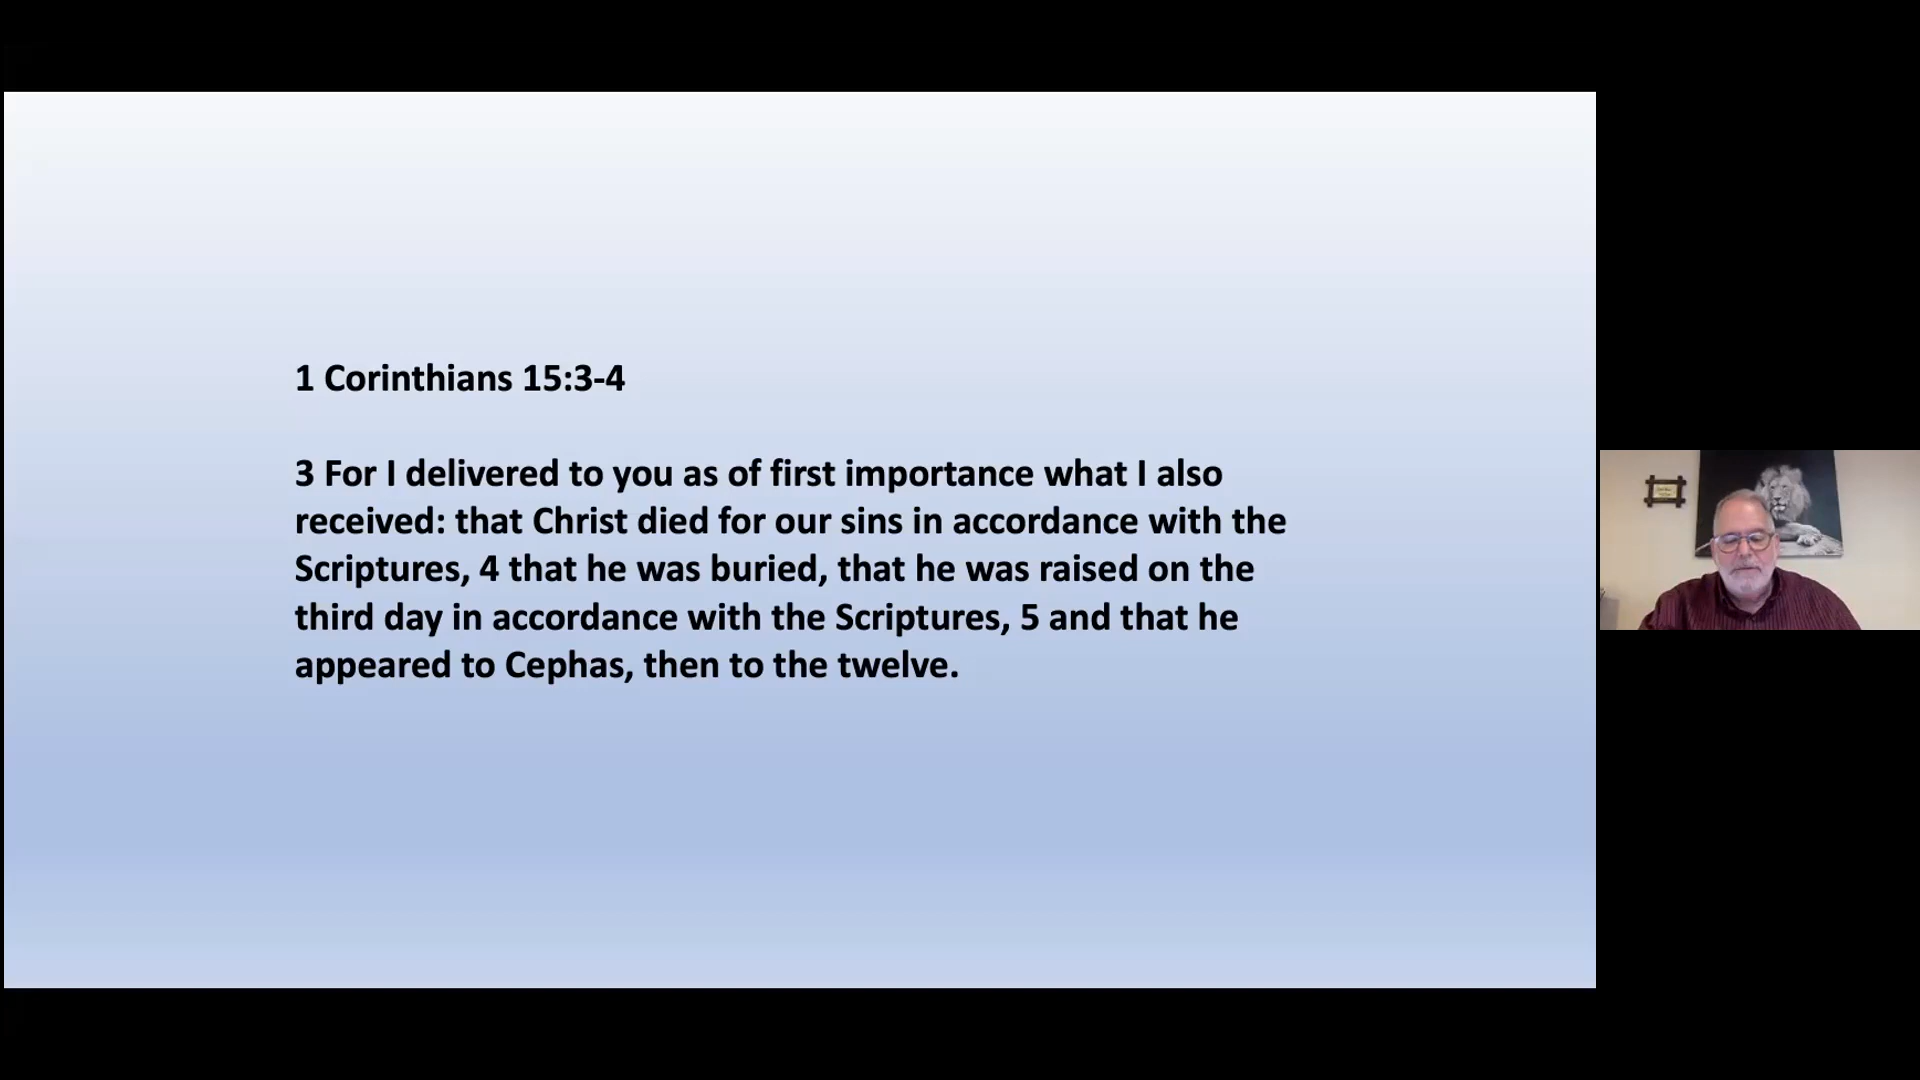 1 Corinthians 15:3-4
3 For I delivered to you as of first importance what I also
received: that Christ died for our sins in accordance with the
Scriptures, 4 that he was buried, that he was raised on the
third day in accordance with the Scriptures, 5 and that he
appeared to Cephas, then to the twelve.